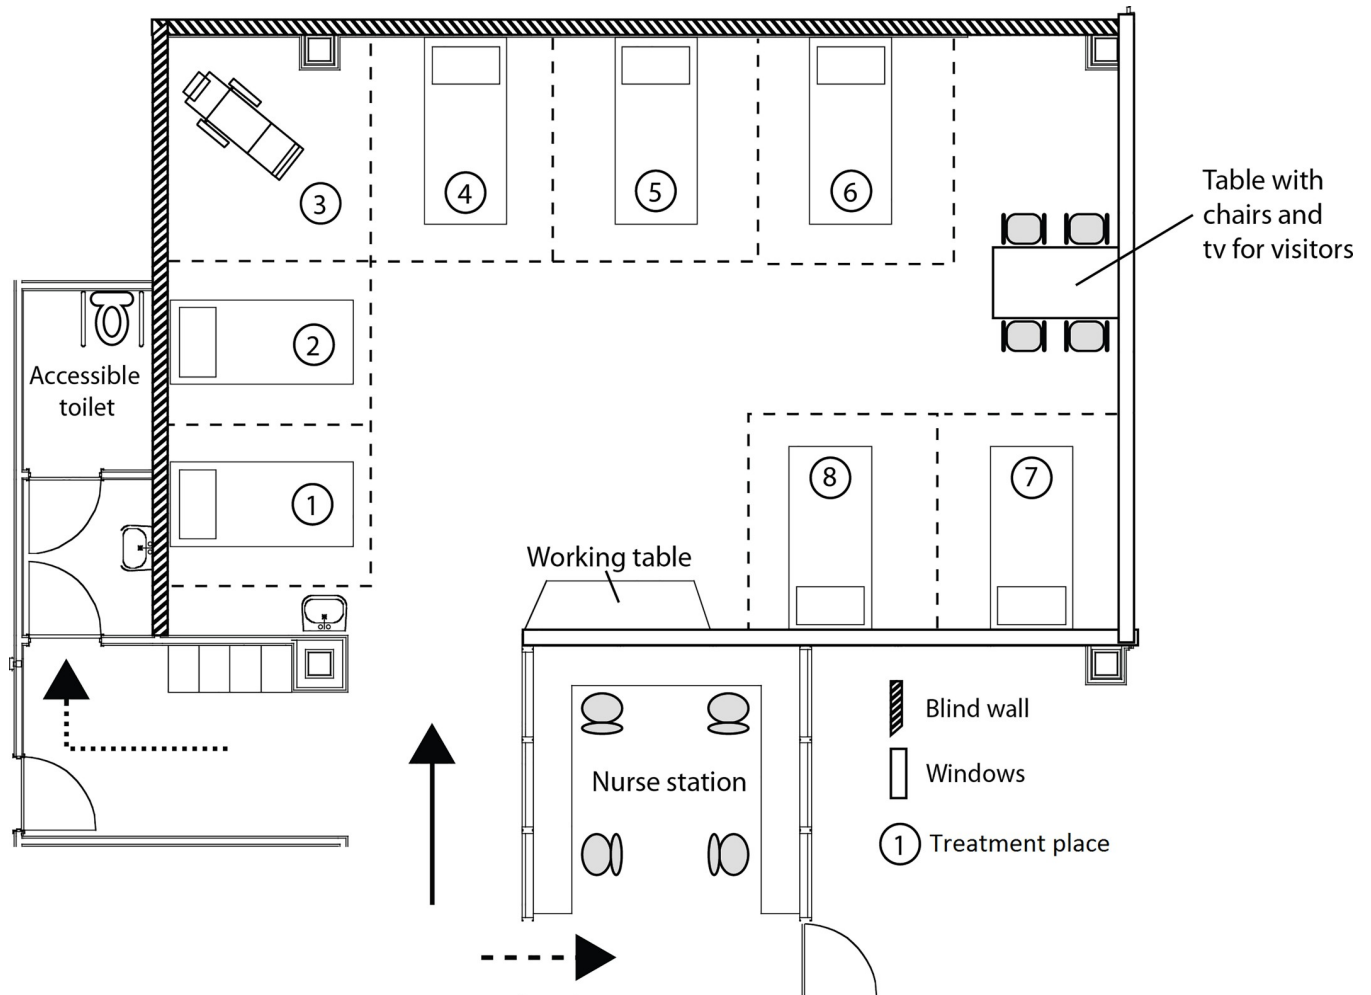 3
4
5
6
Table with
chairs and
tv for visitors
2
Accessible
toilet
1
8
7
Working table
Blind wall
Nurse station
Windows
1
Treatment place